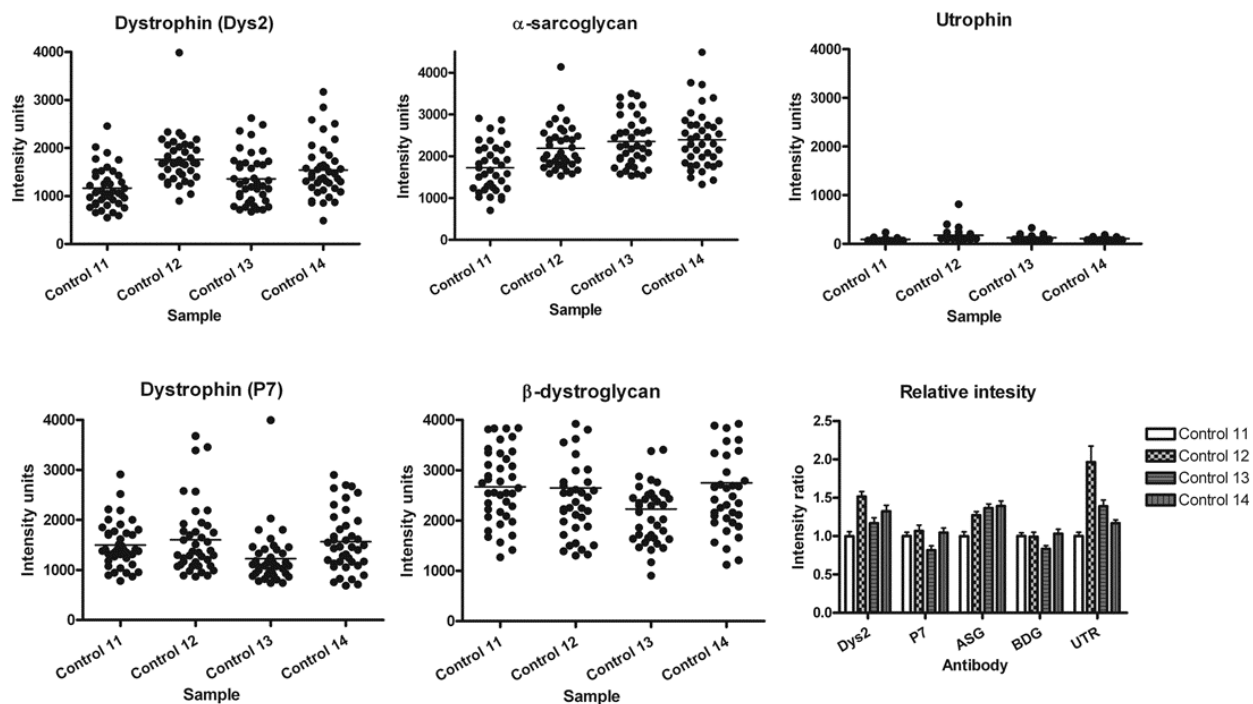 Dystrophin (Dys2)
4000
3000
2000
1000
0
Intensity units
Control 11
Control 12
Control 13
Control 14
Sample
α-sarcoglycan
4000
3000
2000
1000
0
Intensity units
Control 11
Control 12
Control 13
Control 14
Sample
Utrophin
4000
3000
2000
1000
0
Intensity units
Control 11
Control 12
Control 13
Control 14
Sample
Dystrophin (P7)
4000
3000
2000
1000
0
Intensity units
Control 11
Control 12
Control 13
Control 14
Sample
β-dystroglycan
4000
3000
2000
1000
0
Intensity units
Control 11
Control 12
Control 13
Control 14
Sample
Relative intesity
2.5
2.0
1.5
1.0
0.5
0.0
Intensity ratio
Dys2
P7
ASG
BDG
UTR
Antibody
Control 11
Control 12
Control 13
Control 14